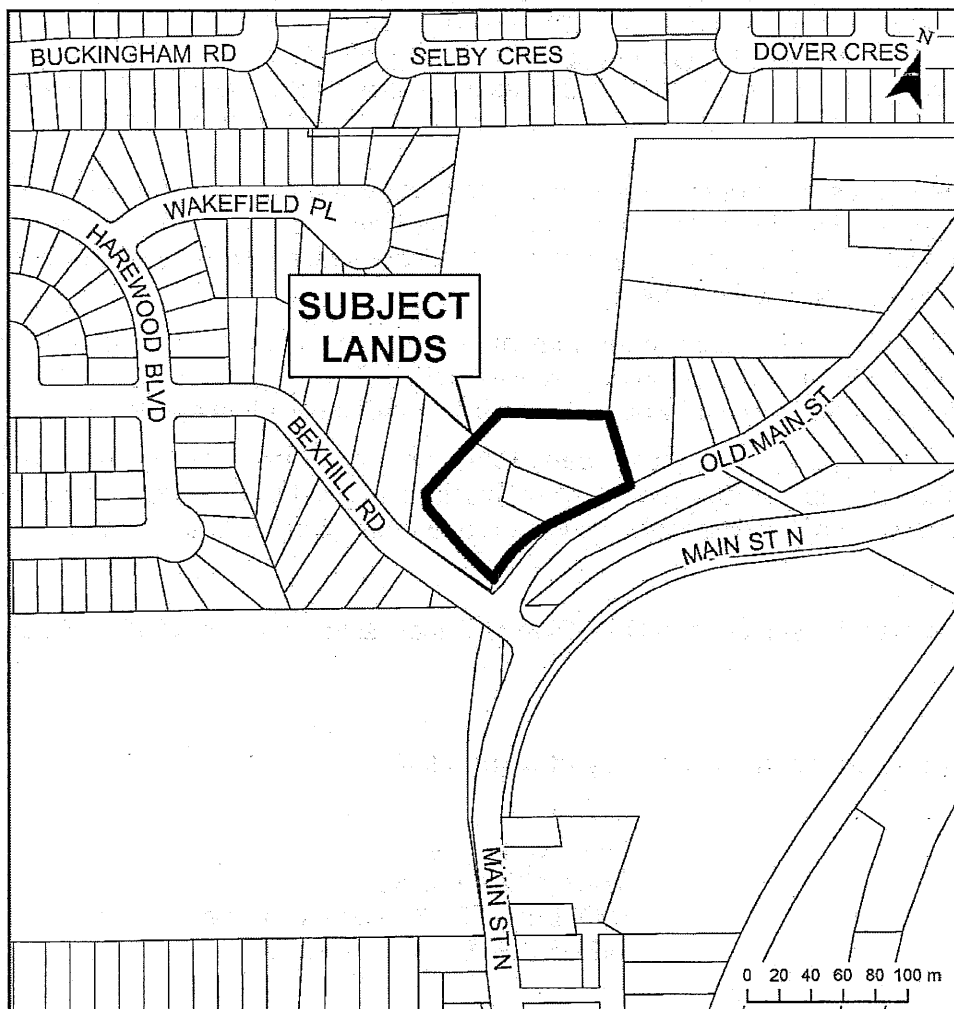 BUCKINGHAM RD
SELBY CRES
DOVER CRES
N
WAKEFIELD PL
HAREWOOD BLVD
SUBJECT
LANDS
BEXHILL RD
OLD MAIN ST
MAIN ST N
MAIN ST N
0 20 40 60 80 100 m